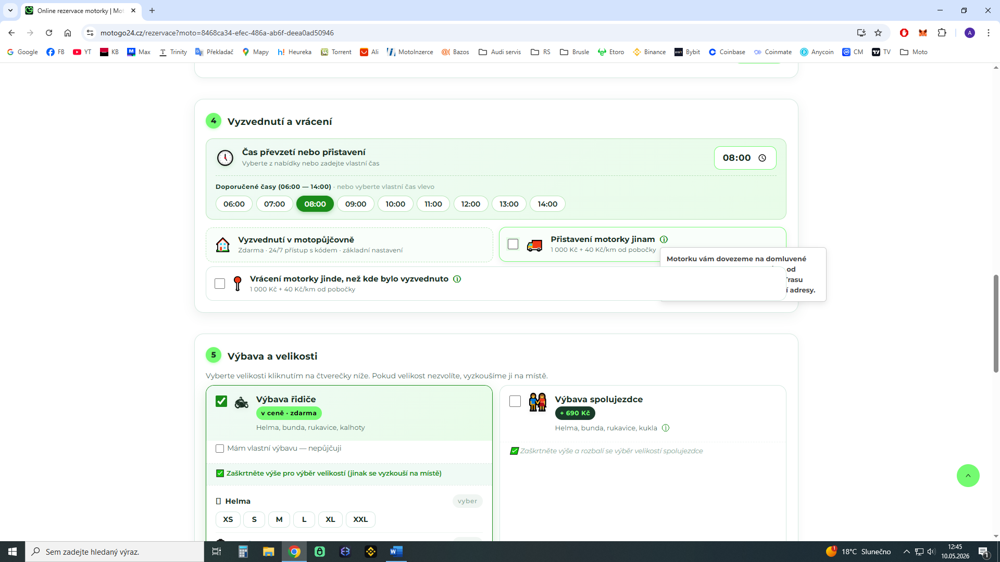 Online rezervace motorky | Mot
motogo24.cz/rezervace?moto=8468ca34-efec-486a-ab6f-deea0ad50946
A
Google FB YT KB Max Trinity Překladač Mapy Heureka Torrent Ali MotoInzerce Bazos Audi servis RS Brusle Etoro Binance Bybit Coinbase Coinmate Anycoin CM TV Moto
4 Vyzvednutí a vrácení
Čas převzetí nebo přistavení
08:00
Vyberte z nabídky nebo zadejte vlastní čas
Doporučené časy (06:00 — 14:00) · nebo vyberte vlastní čas vlevo
06:00 07:00 08:00 09:00 10:00 11:00 12:00 13:00 14:00
Vyzvednutí v motopůjčovně
Zdarma · 24/7 přístup s kódem · základní nastavení
Přistavení motorky jinam
1 000 Kč + 40 Kč/km od pobočky
Motorku vám dovezeme na domluvené
od
í adresy.
Vrácení motorky jinde, než kde bylo vyzvednuto
1 000 Kč + 40 Kč/km od pobočky
5 Výbava a velikosti
Vyberte velikosti kliknutím na čtverečky níže. Pokud velikost nezvolíte, vyzkoušíme ji na místě.
Výbava řidiče
v ceně · zdarma
Helma, bunda, rukavice, kalhoty
Mám vlastní výbavu — nepůjčuji
Zaškrtněte výše pro výběr velikostí (jinak se vyzkouší na místě)
Helma
vyber
XS S M L XL XXL
Výbava spolujezdce
+ 690 Kč
Helma, bunda, rukavice, kukla
Zaškrtněte výše a rozbalí se výběr velikostí spolujezdce
Sem zadejte hledaný výraz.
1
18°C Slunečno
12:45
10.05.2026
1